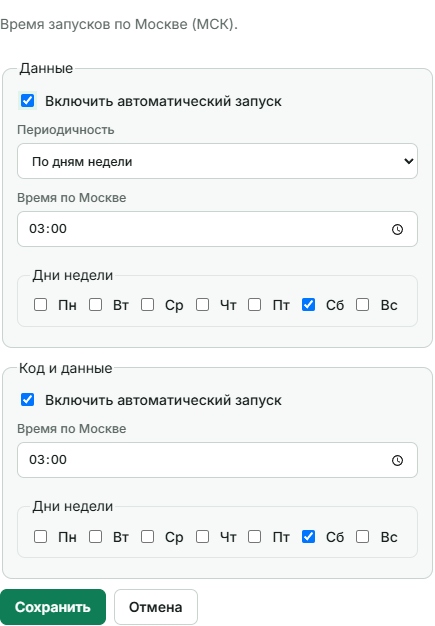 Время запусков по Москве (МСК).
Данные
Включить автоматический запуск
Периодичность
По дням недели
Время по Москве
03:00
Дни недели
Пн Вт Ср Чт Пт Сб Вс
Код и данные
Включить автоматический запуск
Время по Москве
03:00
Дни недели
Пн Вт Ср Чт Пт Сб Вс
Сохранить Отмена